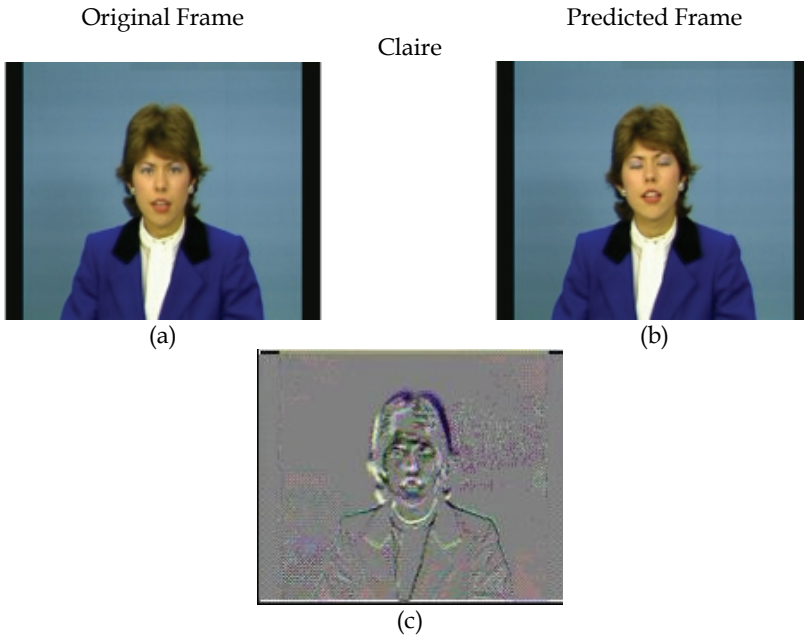 Original Frame
Predicted Frame
Claire
(a)
(b)
(c)